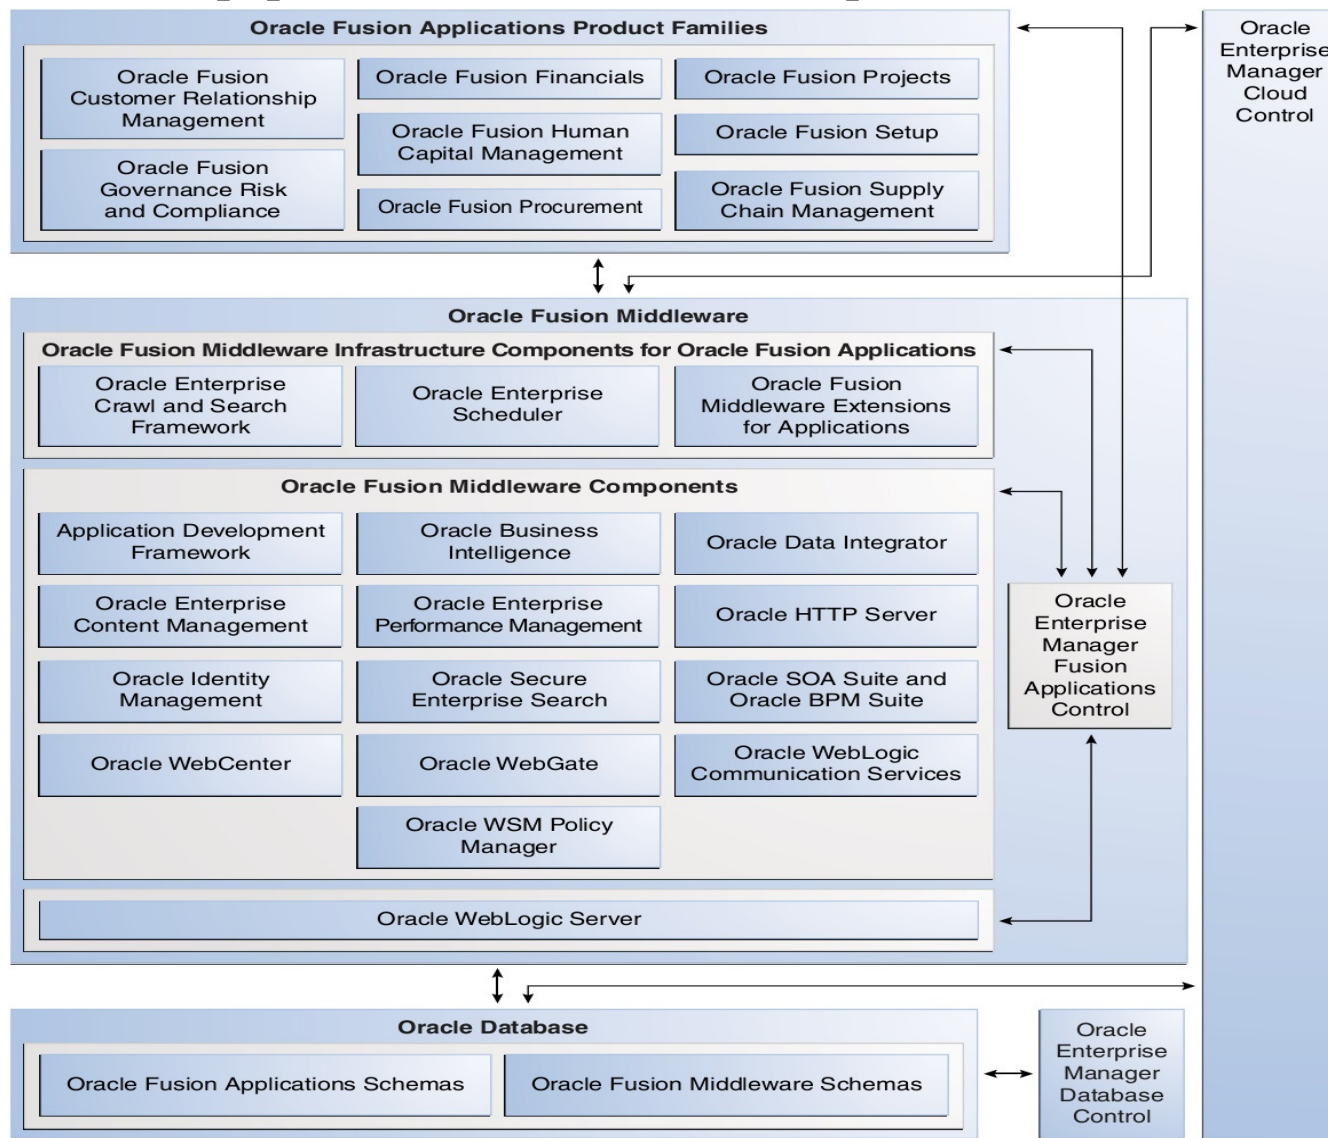 Oracle Fusion Applications Product Families
Oracle Fusion
Customer Relationship
Management
Oracle Fusion Financials
Oracle Fusion Projects
Oracle Fusion Human
Capital Management
Oracle Fusion Setup
Oracle Fusion
Governance Risk
and Compliance
Oracle Fusion Procurement
Oracle Fusion Supply
Chain Management
Oracle
Enterprise
Manager
Cloud
Control
Oracle Fusion Middleware
Oracle Fusion Middleware Infrastructure Components for Oracle Fusion Applications
Oracle Enterprise
Crawl and Search
Framework
Oracle Enterprise
Scheduler
Oracle Fusion
Middleware Extensions
for Applications
Oracle Fusion Middleware Components
Application Development
Framework
Oracle Business
Intelligence
Oracle Data Integrator
Oracle Enterprise
Content Management
Oracle Enterprise
Performance Management
Oracle HTTP Server
Oracle Identity
Management
Oracle Secure
Enterprise Search
Oracle SOA Suite and
Oracle BPM Suite
Oracle WebCenter
Oracle WebGate
Oracle WebLogic
Communication Services
Oracle WSM Policy
Manager
Oracle
Enterprise
Manager
Fusion
Applications
Control
Oracle WebLogic Server
Oracle Database
Oracle Fusion Applications Schemas
Oracle Fusion Middleware Schemas
Oracle
Enterprise
Manager
Database
Control